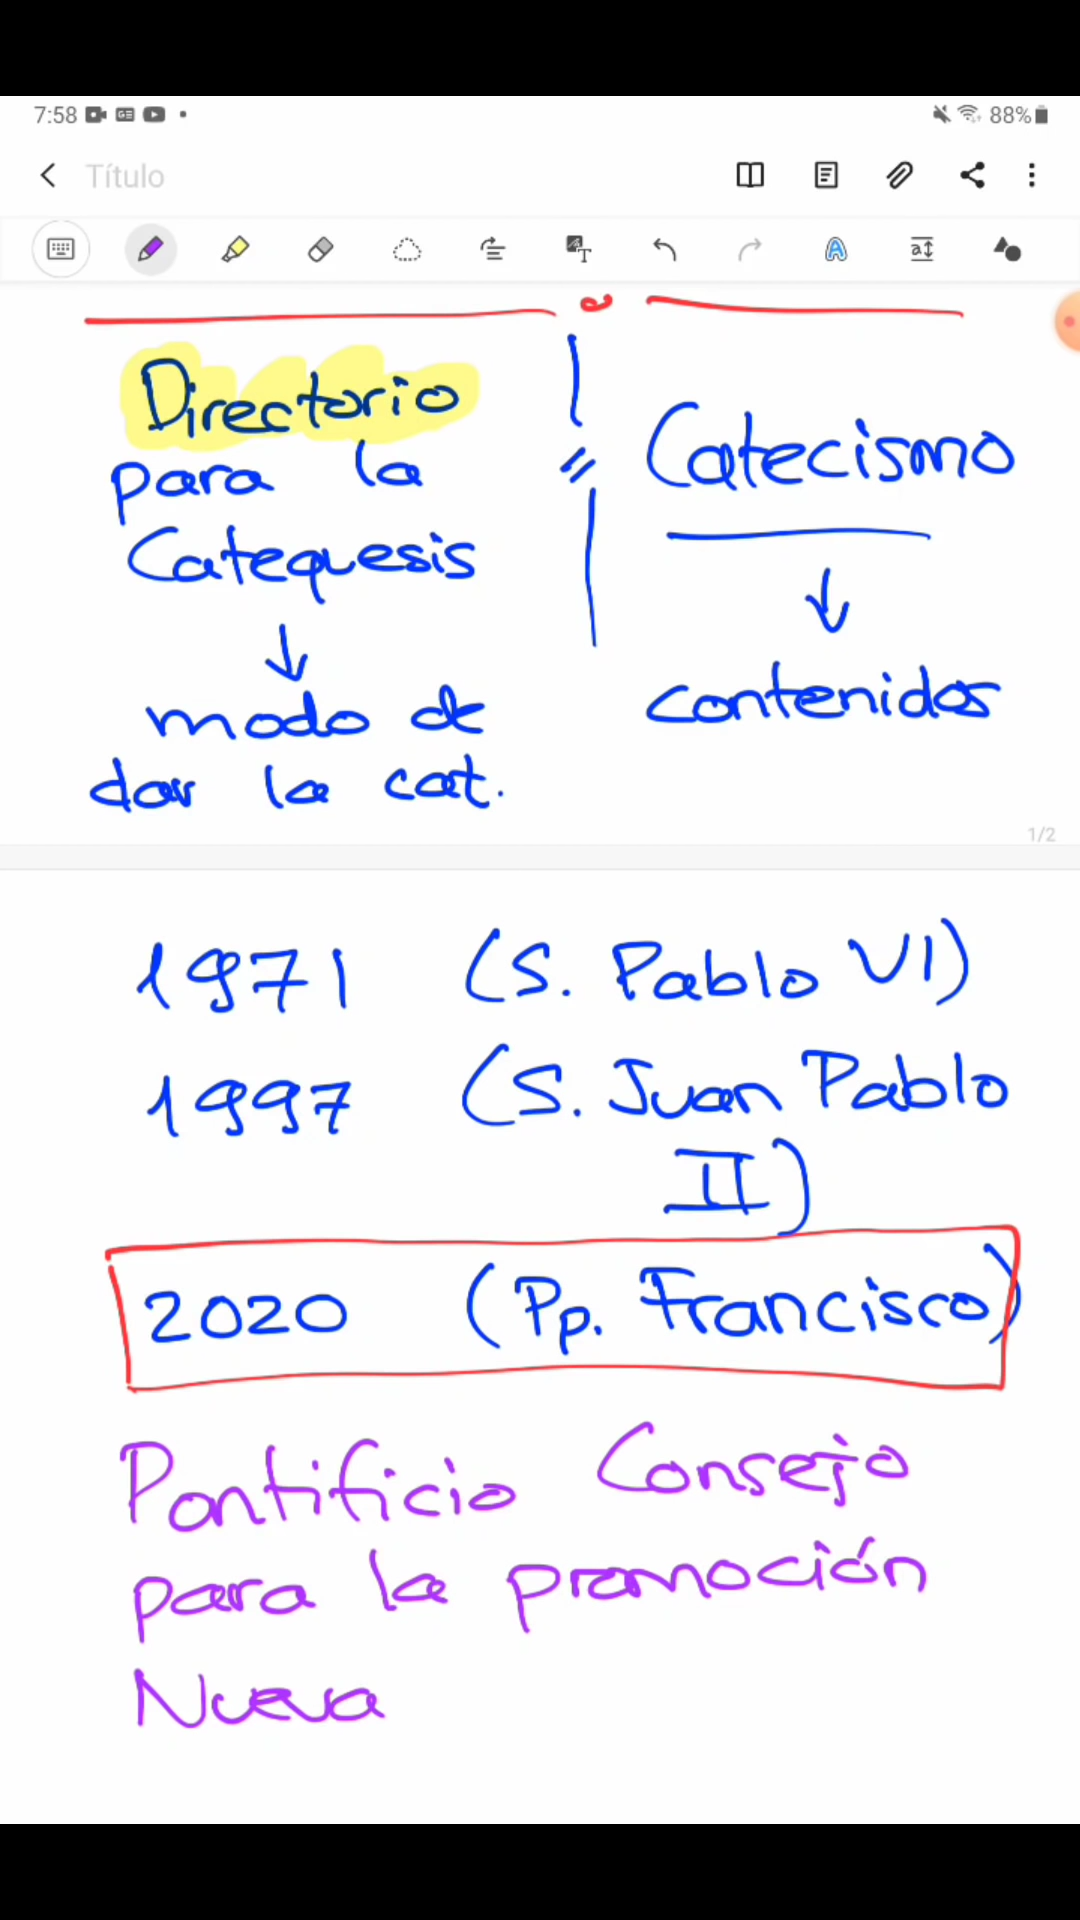 7:58
88%
Título
Directorio
para la
Catequesis
modo de
dar la cat.
Catecismo
contenidos
1/2
1971 (S. Pablo VI)
1997 (S. Juan Pablo
II)
2020 (Pp. Francisco)
Pontificio Consejo
para la promoción
Nueva